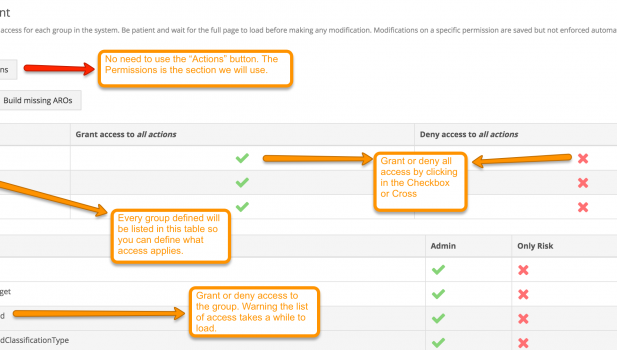 nt
access for each group in the system. Be patient and wait for the full page to load before making any modification. Modifications on a specific permission are saved but not enforced automa
ns
No need to use the “Actions” button. The
Permissions is the section we will use.
Build missing AROs
Grant access to all actions
Deny access to all actions
Grant or deny all
access by clicking
in the Checkbox
or Cross
Every group defined will
be listed in this table so
you can define what
access applies.
Admin
Only Risk
get
Grant or deny access to
the group. Warning the list
of access takes a while to
load.
d
dClassificationType